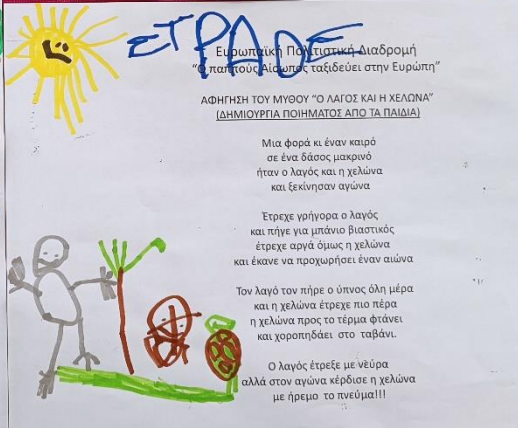 ΣΤΡΑΟΕ
Ευρωπαϊκή Πολιτιστική Διαδρομή
“Ο παππούς Αίσωπος ταξιδεύει στην Ευρώπη”
ΑΦΗΓΗΣΗ ΤΟΥ ΜΥΘΟΥ “Ο ΛΑΓΟΣ ΚΑΙ Η ΧΕΛΩΝΑ”
(ΔΗΜΙΟΥΡΓΙΑ ΠΟΙΗΜΑΤΟΣ ΑΠΟ ΤΑ ΠΑΙΔΙΑ)
Μια φορά κι έναν καιρό
σε ένα δάσος μακρινό
ήταν ο λαγός και η χελώνα
και ξεκίνησαν αγώνα
Έτρεχε γρήγορα ο λαγός
και πήγε για μπάνιο βιαστικός
έτρεχε αργά όμως η χελώνα
και έκανε να προχωρήσει έναν αιώνα
Τον λαγό τον πήρε ο ύπνος όλη μέρα
και η χελώνα έτρεχε πιο πέρα
η χελώνα προς το τέρμα φτάνει
και χοροπηδάει στο ταβάνι.
Ο λαγός έτρεξε με νεύρα
αλλά στον αγώνα κέρδισε η χελώνα
με ήρεμο το πνεύμα!!!